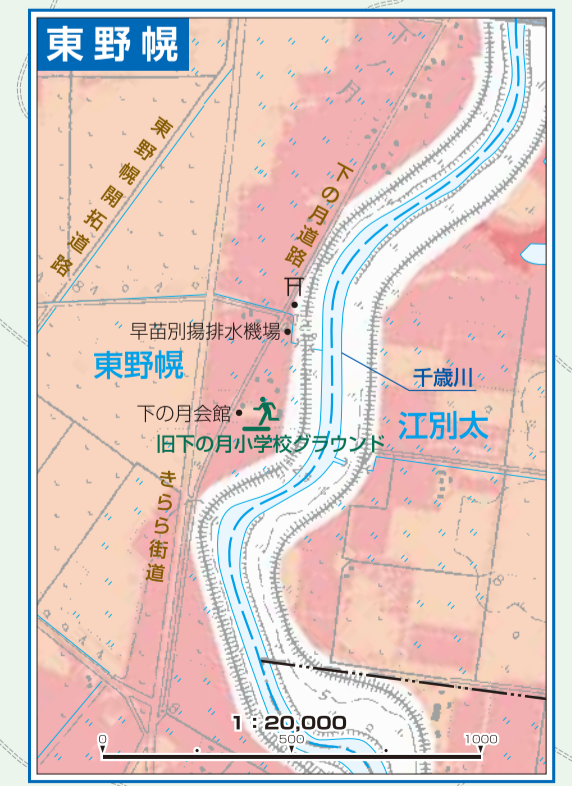 東野幌
東野幌開拓道路
下の月道路
早苗別揚排水機場
東野幌
千歳川
下の月会館
江別太
旧下の月小学校グラウンド
きらら街道
1：20,000
0 500 1000